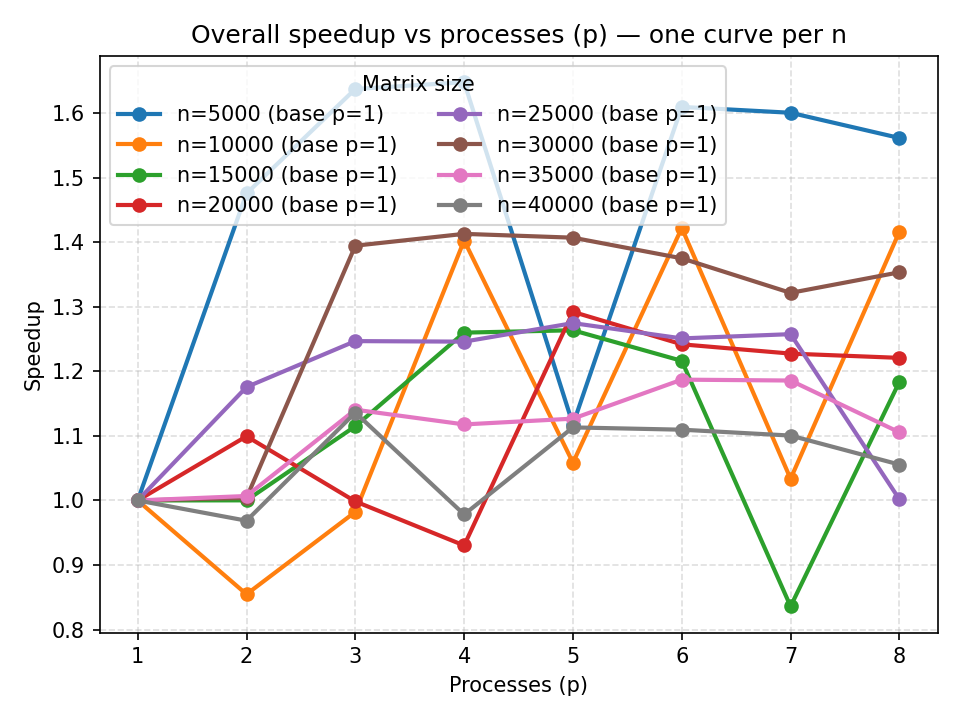 Overall speedup vs processes (p) — one curve per n
Matrix size
n=5000 (base p=1)
n=10000 (base p=1)
n=15000 (base p=1)
n=20000 (base p=1)
n=25000 (base p=1)
n=30000 (base p=1)
n=35000 (base p=1)
n=40000 (base p=1)
Speedup
1.6
1.5
1.4
1.3
1.2
1.1
1.0
0.9
0.8
1 2 3 4 5 6 7 8
Processes (p)